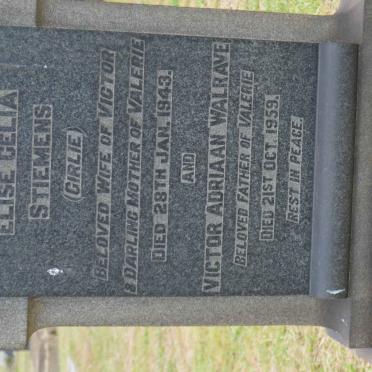 ELISE CELIA
STIEMENS
(GIRLIE)
BELOVED WIFE OF VICTOR
& DARLING MOTHER OF VALERIE
DIED 28TH JAN. 1943.
AND
VICTOR ADRIAAN WALRAVE
BELOVED FATHER OF VALERIE
DIED 21ST OCT. 1959.
REST IN PEACE.